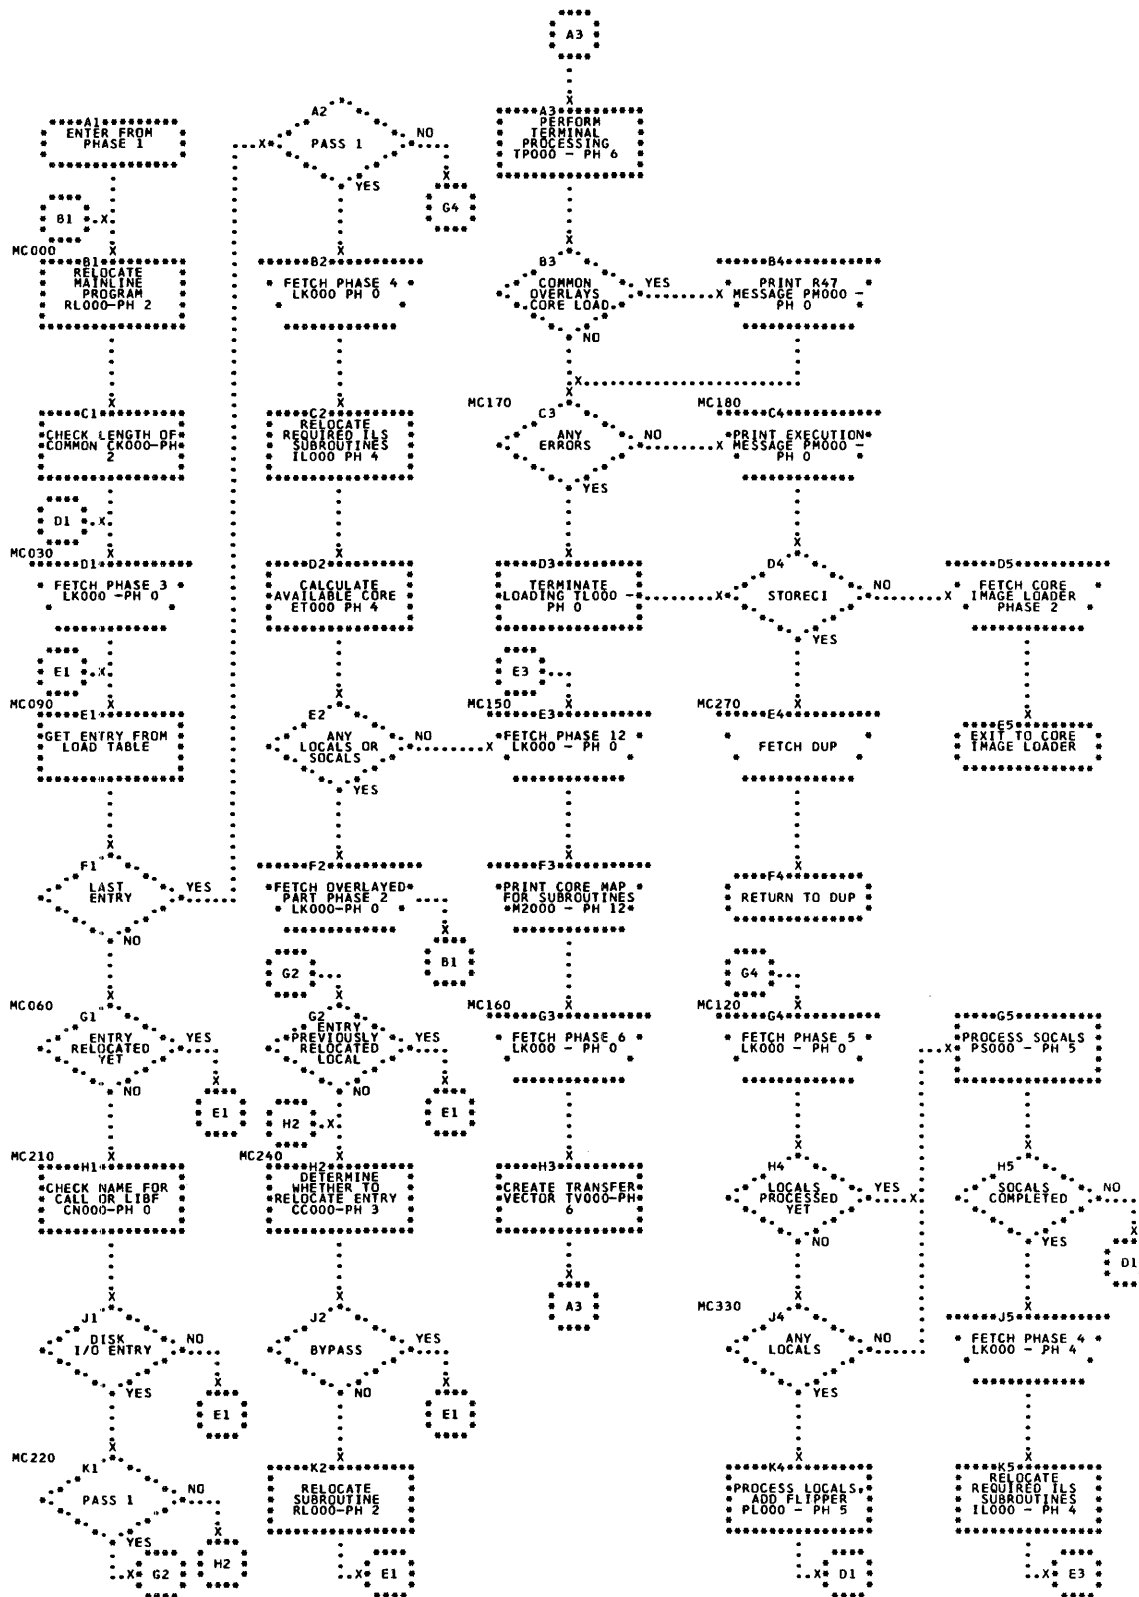 A3
A1
ENTER FROM
PHASE 1
B1
MC000
B1
RELOCATE
MAINLINE
PROGRAM
RL000-PH 2
C1
CHECK LENGTH OF
COMMON CK000-PH
2
D1
MC030
D1
FETCH PHASE 3
LK000 -PH 0
E1
MC090
E1
GET ENTRY FROM
LOAD TABLE
F1
LAST
ENTRY
YES
NO
MC060
G1
ENTRY
RELOCATED
YET
YES
NO
E1
MC210
H1
CHECK NAME FOR
CALL OR LIBF
CN000-PH 0
J1
DISK
I/O ENTRY
NO
YES
E1
MC220
K1
PASS 1
NO
YES
G2
H2
A2
PASS 1
NO
YES
G4
B2
FETCH PHASE 4
LK000 PH 0
C2
RELOCATE
REQUIRED ILS
SUBROUTINES
IL000 PH 4
D2
CALCULATE
AVAILABLE CORE
ET000 PH 4
E2
ANY
LOCALS OR
SOCALS
NO
YES
F2
FETCH OVERLAYED
PART PHASE 2
LK000-PH 0
B1
G2
G2
ENTRY
PREVIOUSLY
RELOCATED
LOCAL
YES
NO
E1
H2
MC240
H2
DETERMINE
WHETHER TO
RELOCATE ENTRY
CC000-PH 3
J2
BYPASS
YES
NO
E1
K2
RELOCATE
SUBROUTINE
RL000-PH 2
E1
A3
PERFORM
TERMINAL
PROCESSING
TP000 - PH 6
B3
COMMON
OVERLAYS
CORE LOAD
YES
NO
MC170
C3
ANY
ERRORS
NO
YES
D3
TERMINATE
LOADING TL000 -
PH 0
E3
MC150
E3
FETCH PHASE 12
LK000 - PH 0
F3
PRINT CORE MAP
FOR SUBROUTINES
M2000 - PH 12
MC160
G3
FETCH PHASE 6
LK000 - PH 0
H3
CREATE TRANSFER
VECTOR TV000-PH
6
A3
B4
PRINT R47
MESSAGE PM000 -
PH 0
MC180
C4
PRINT EXECUTION
MESSAGE PM000 -
PH 0
D4
STORECI
NO
YES
MC270
E4
FETCH DUP
F4
RETURN TO DUP
G4
MC120
G4
FETCH PHASE 5
LK000 - PH 0
H4
LOCALS
PROCESSED
YET
YES
NO
MC330
J4
ANY
LOCALS
NO
YES
K4
PROCESS LOCALS,
ADD FLIPPER
PL000 - PH 5
D1
D5
FETCH CORE
IMAGE LOADER
PHASE 2
E5
EXIT TO CORE
IMAGE LOADER
G5
PROCESS SOCALS
PS000 - PH 5
H5
SOCALS
COMPLETED
NO
YES
D1
J5
FETCH PHASE 4
LK000 - PH 4
K5
RELOCATE
REQUIRED ILS
SUBROUTINES
IL000 - PH 4
E3